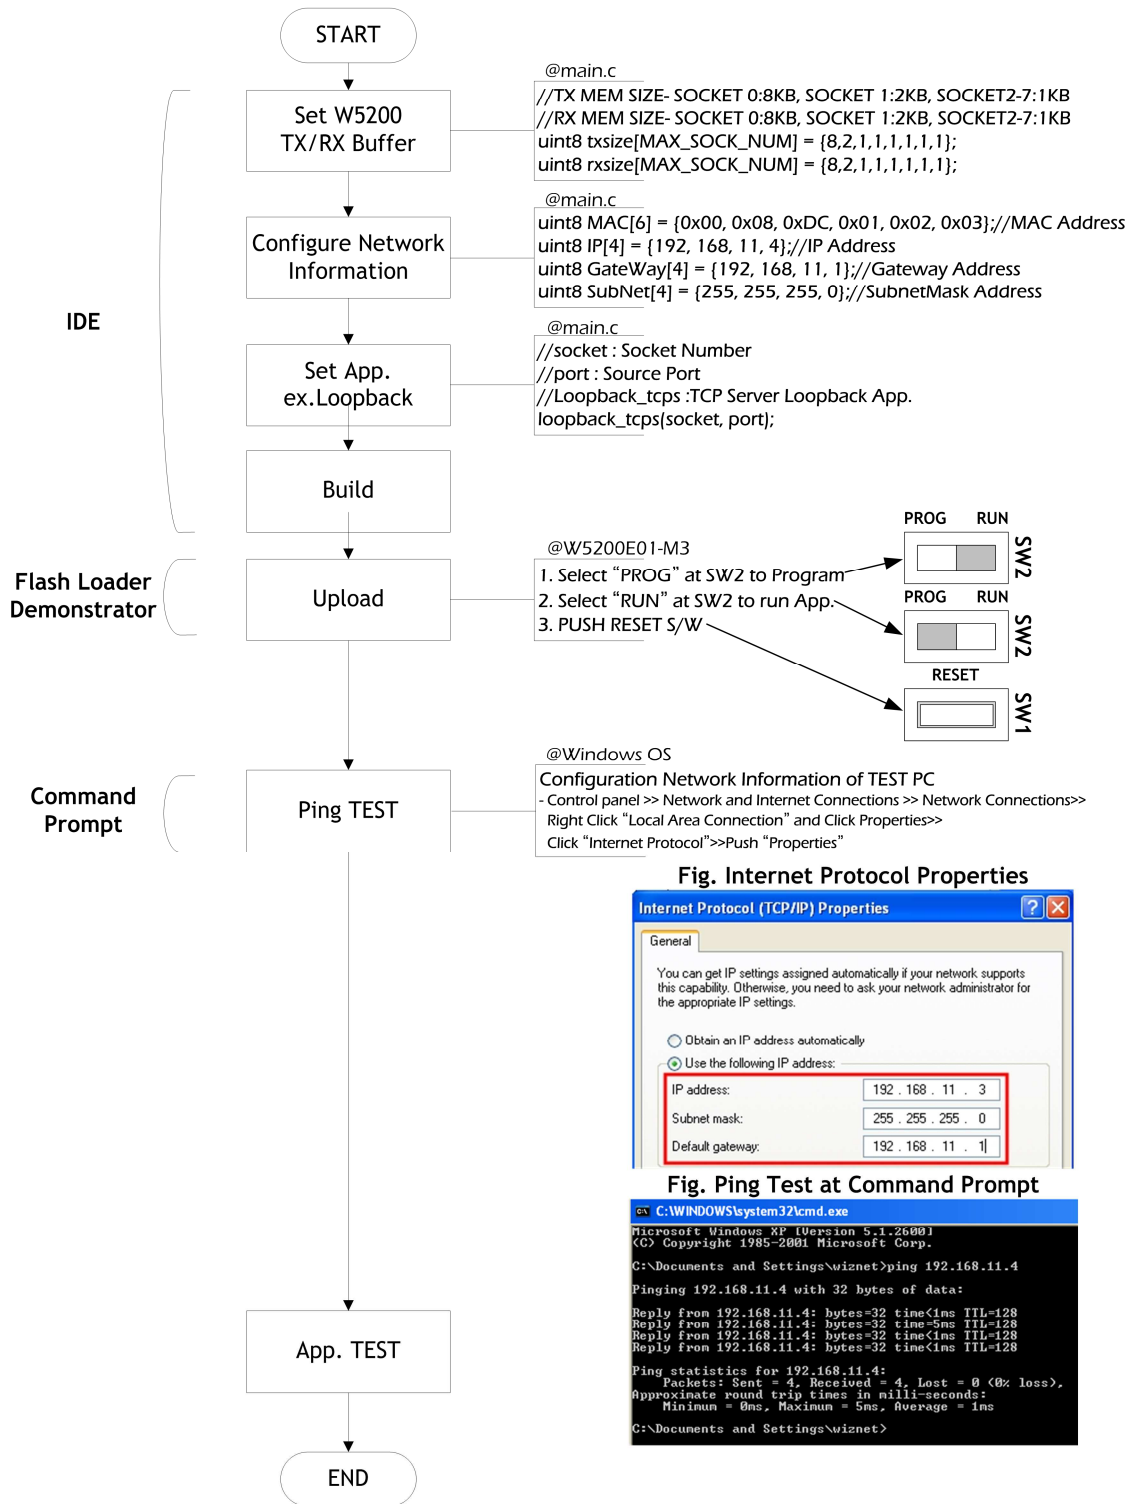 START
@main.c
Set W5200
TX/RX Buffer
//TX MEM SIZE- SOCKET 0:8KB, SOCKET 1:2KB, SOCKET2-7:1KB
//RX MEM SIZE- SOCKET 0:8KB, SOCKET 1:2KB, SOCKET2-7:1KB
uint8 txsize[MAX_SOCK_NUM] = {8,2,1,1,1,1,1,1};
uint8 rxsize[MAX_SOCK_NUM] = {8,2,1,1,1,1,1,1};
@main.c
Configure Network
Information
uint8 MAC[6] = {0x00, 0x08, 0xDC, 0x01, 0x02, 0x03};//MAC Address
uint8 IP[4] = {192, 168, 11, 4};//IP Address
uint8 GateWay[4] = {192, 168, 11, 1};//Gateway Address
uint8 SubNet[4] = {255, 255, 255, 0};//SubnetMask Address
IDE
@main.c
Set App.
ex.Loopback
//socket : Socket Number
//port : Source Port
//Loopback_tcps :TCP Server Loopback App.
loopback_tcps(socket, port);
Build
Flash Loader
Demonstrator
Upload
@W5200E01-M3
1. Select “PROG” at SW2 to Program
2. Select “RUN” at SW2 to run App.
3. PUSH RESET S/W
PROG RUN
SW2
PROG RUN
SW2
RESET
SW1
Command
Prompt
Ping TEST
@Windows OS
Configuration Network Information of TEST PC
- Control panel >> Network and Internet Connections >> Network Connections>>
Right Click “Local Area Connection” and Click Properties>>
Click “Internet Protocol”>>Push “Properties”
Fig. Internet Protocol Properties
Internet Protocol (TCP/IP) Properties
General
You can get IP settings assigned automatically if your network supports
this capability. Otherwise, you need to ask your network administrator for
the appropriate IP settings.
Obtain an IP address automatically
Use the following IP address:
IP address: 192 . 168 . 11 . 3
Subnet mask: 255 . 255 . 255 . 0
Default gateway: 192 . 168 . 11 . 1
Fig. Ping Test at Command Prompt
C:\WINDOWS\system32\cmd.exe
Microsoft Windows XP [Version 5.1.2600]
(C) Copyright 1985-2001 Microsoft Corp.
C:\Documents and Settings\wiznet>ping 192.168.11.4
Pinging 192.168.11.4 with 32 bytes of data:
Reply from 192.168.11.4: bytes=32 time<1ms TTL=128
Reply from 192.168.11.4: bytes=32 time=5ms TTL=128
Reply from 192.168.11.4: bytes=32 time<1ms TTL=128
Reply from 192.168.11.4: bytes=32 time<1ms TTL=128
Ping statistics for 192.168.11.4:
Packets: Sent = 4, Received = 4, Lost = 0 (0% loss),
Approximate round trip times in milli-seconds:
Minimum = 0ms, Maximum = 5ms, Average = 1ms
C:\Documents and Settings\wiznet>
App. TEST
END